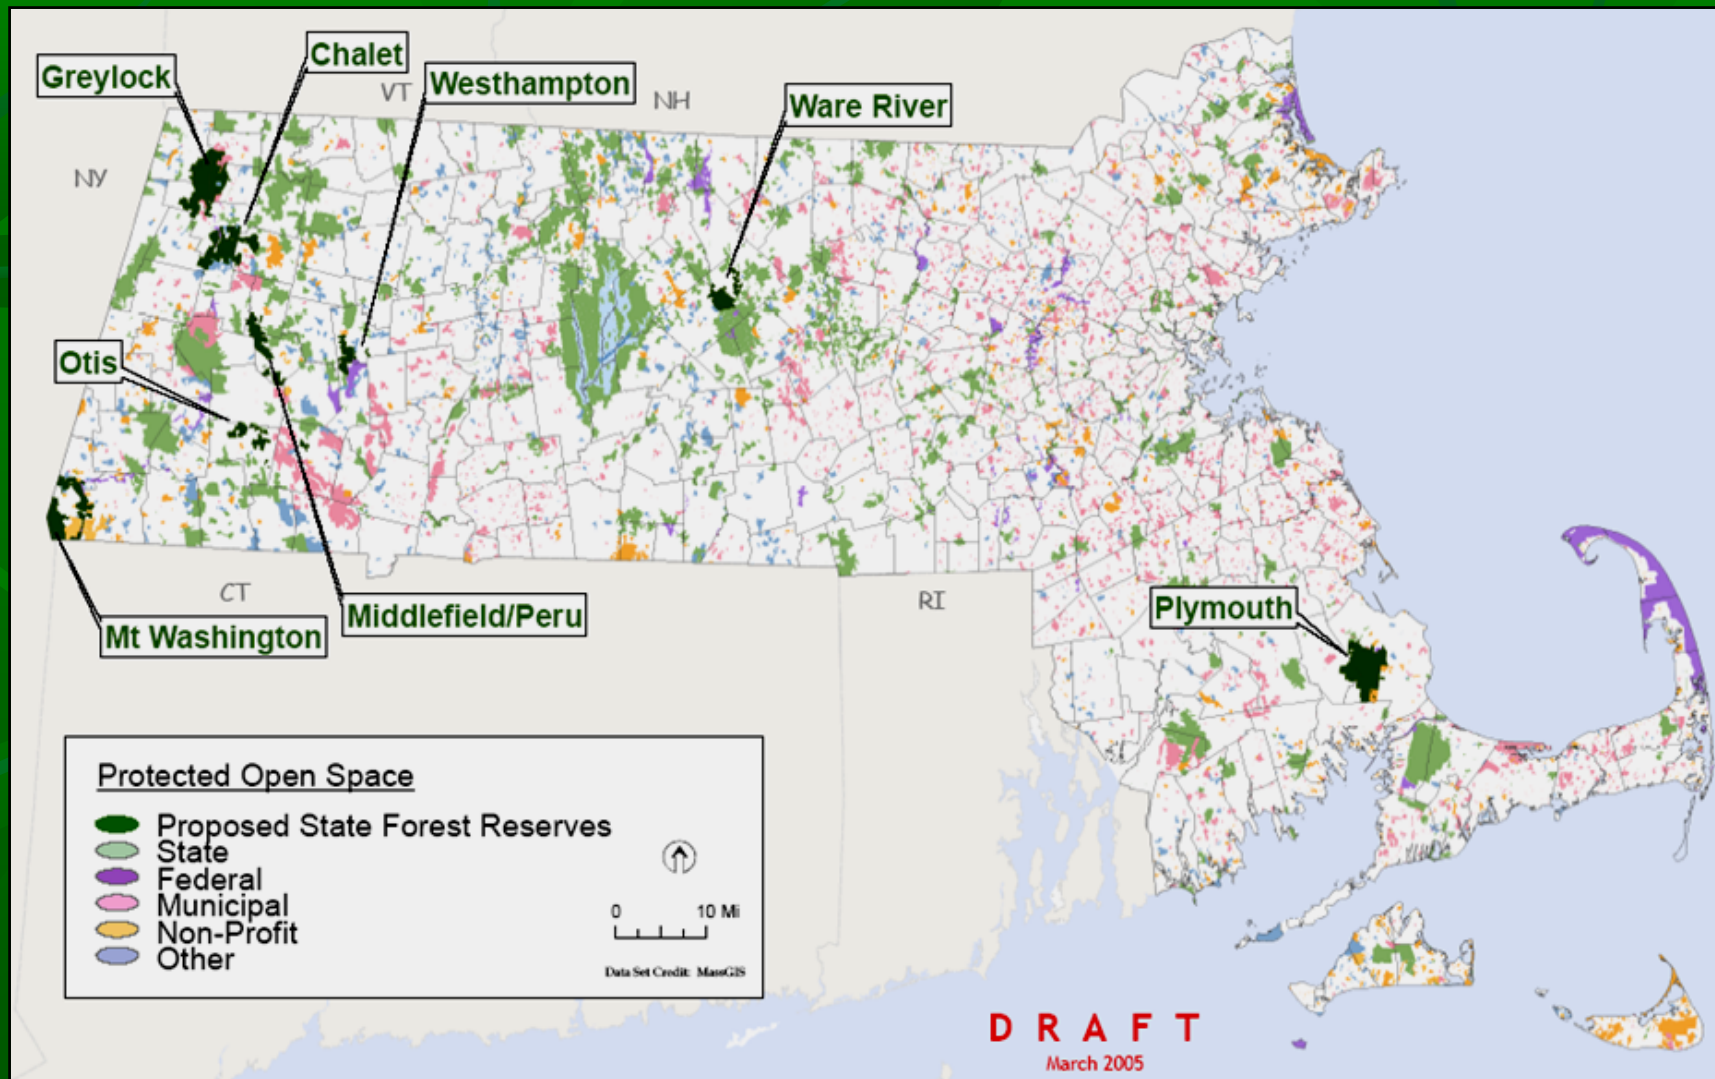 Chalet
Greylock
Westhampton
VT
NH
Ware River
NY
Otis
CT
RI
Plymouth
Middlefield/Peru
Mt Washington
Protected Open Space
Proposed State Forest Reserves
State
Federal
Municipal
Non-Profit
Other
0 10 Mi
Data Set Credit: MassGIS
DRAFT
March 2005